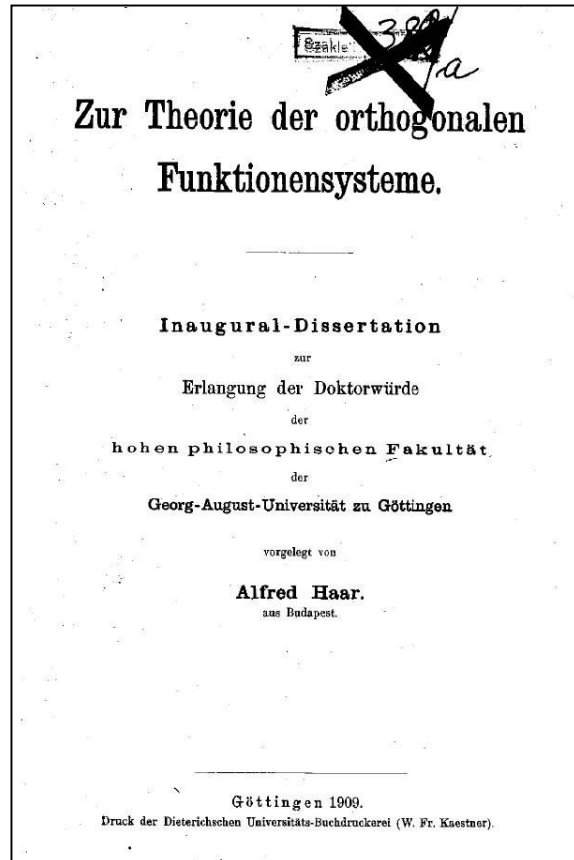 Zur Theorie der orthogonalen
Funktionensysteme.
Inaugural-Dissertation
zur
Erlangung der Doktorwürde
der
hohen philosophischen Fakultät
der
Georg-August-Universität zu Göttingen
vorgelegt von
Alfred Haar.
aus Budapest.
Göttingen 1909.
Druck der Dieterichschen Universitäts-Buchdruckerei (W. Fr. Kaestner).